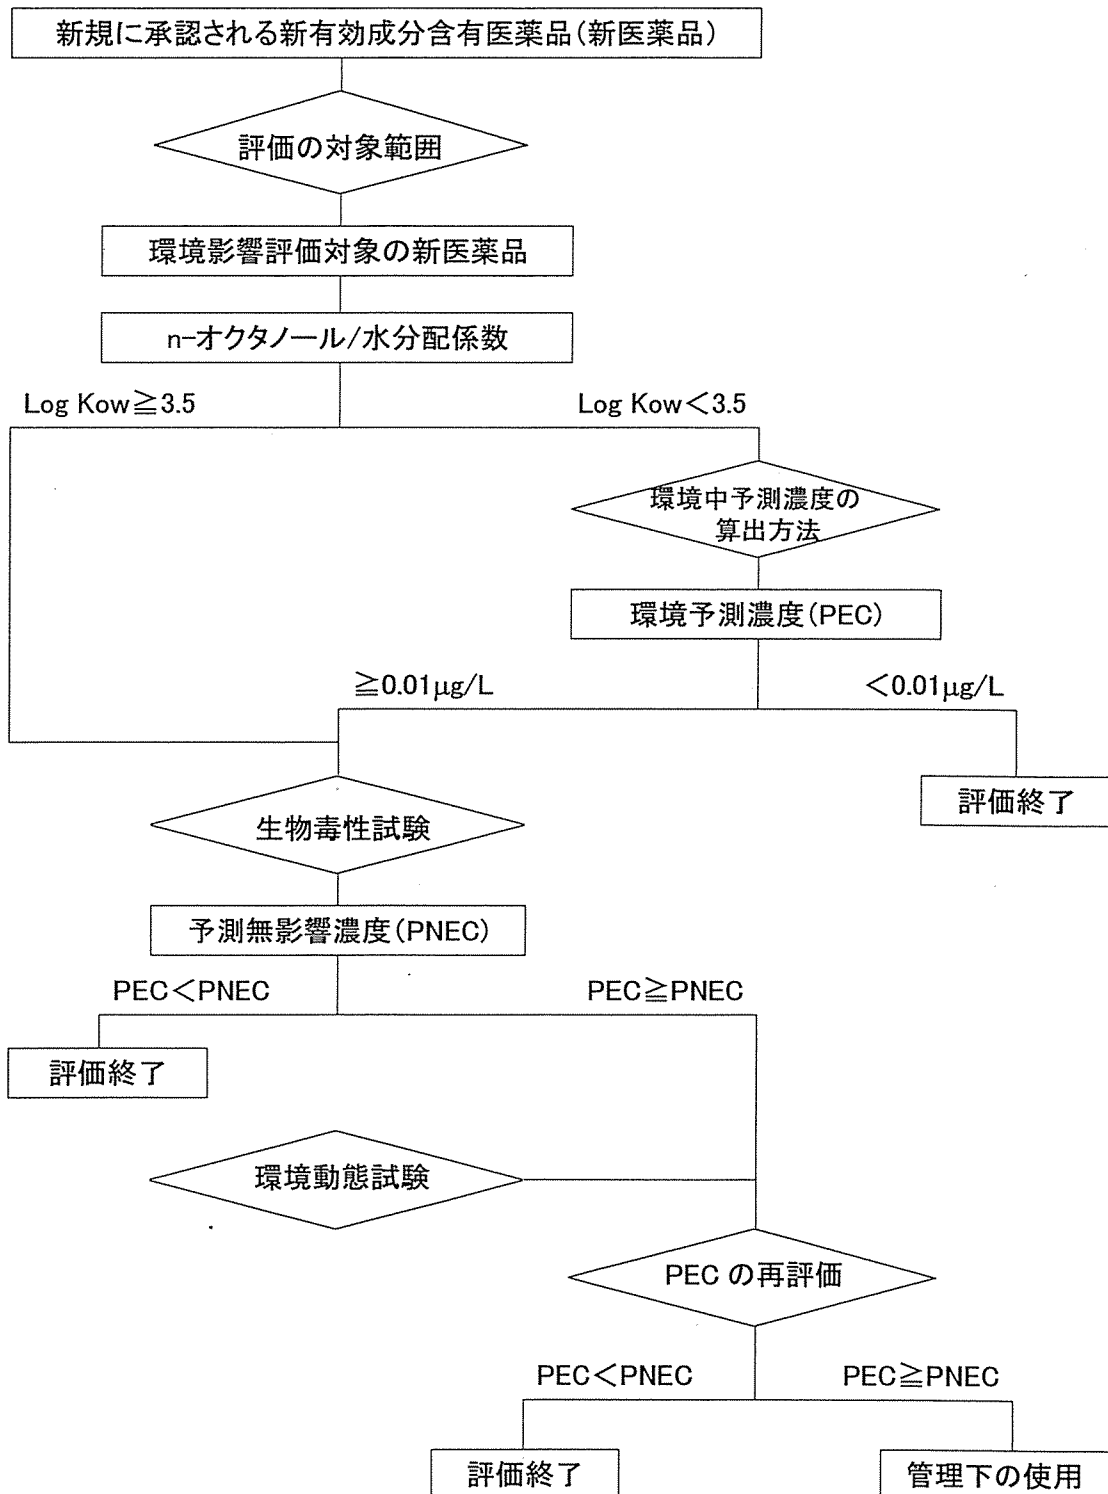 新規に承認される新有効成分含有医薬品(新医薬品)
評価の対象範囲
環境影響評価対象の新医薬品
n-オクタノール/水分配係数
Log Kow≧3.5
Log Kow<3.5
環境中予測濃度の
算出方法
環境予測濃度(PEC)
≧0.01μg/L
<0.01μg/L
評価終了
生物毒性試験
予測無影響濃度(PNEC)
PEC<PNEC
PEC≧PNEC
評価終了
環境動態試験
PEC の再評価
PEC<PNEC
PEC≧PNEC
評価終了
管理下の使用